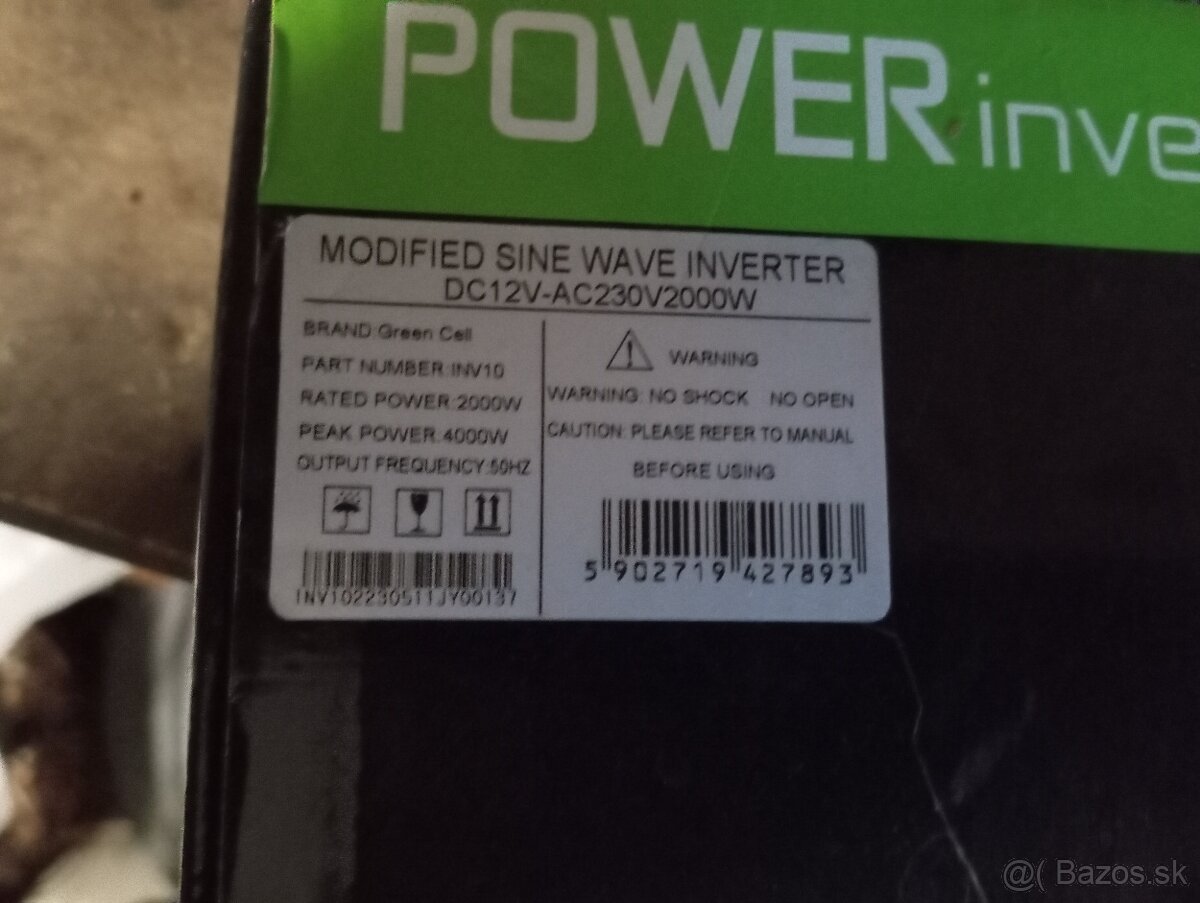 POWER inve
MODIFIED SINE WAVE INVERTER
DC12V-AC230V2000W
BRAND:Green Cell
PART NUMBER:INV10
RATED POWER:2000W
PEAK POWER:4000W
OUTPUT FREQUENCY:50HZ
INV102230511JY00137
WARNING
WARNING: NO SHOCK NO OPEN
CAUTION: PLEASE REFER TO MANUAL
BEFORE USING
5 902719 427893
@( Bazos.sk